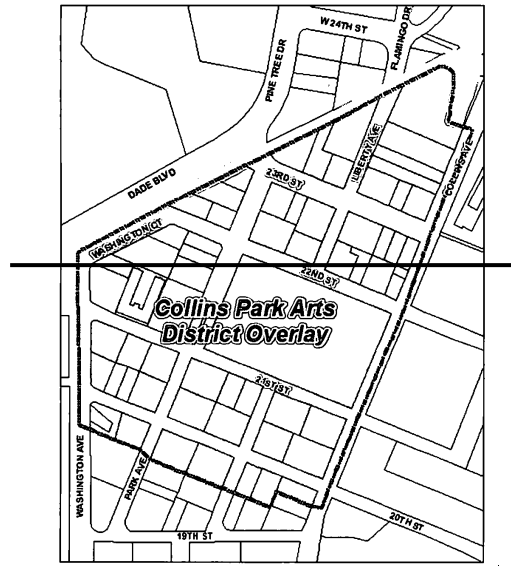 W 24TH ST
FLAMINGO DR
PINE TREE DR
LIBERTY AVE
COLLINS AVE
23RD ST
DADE BLVD
WASHINGTON CT
22ND ST
Collins Park Arts
District Overlay
21ST ST
WASHINGTON AVE
PARK AVE
20TH ST
19TH ST